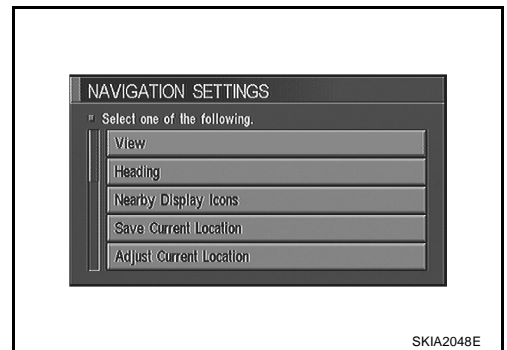 NAVIGATION SETTINGS
Select one of the following.
View
Heading
Nearby Display Icons
Save Current Location
Adjust Current Location
SKIA2048E